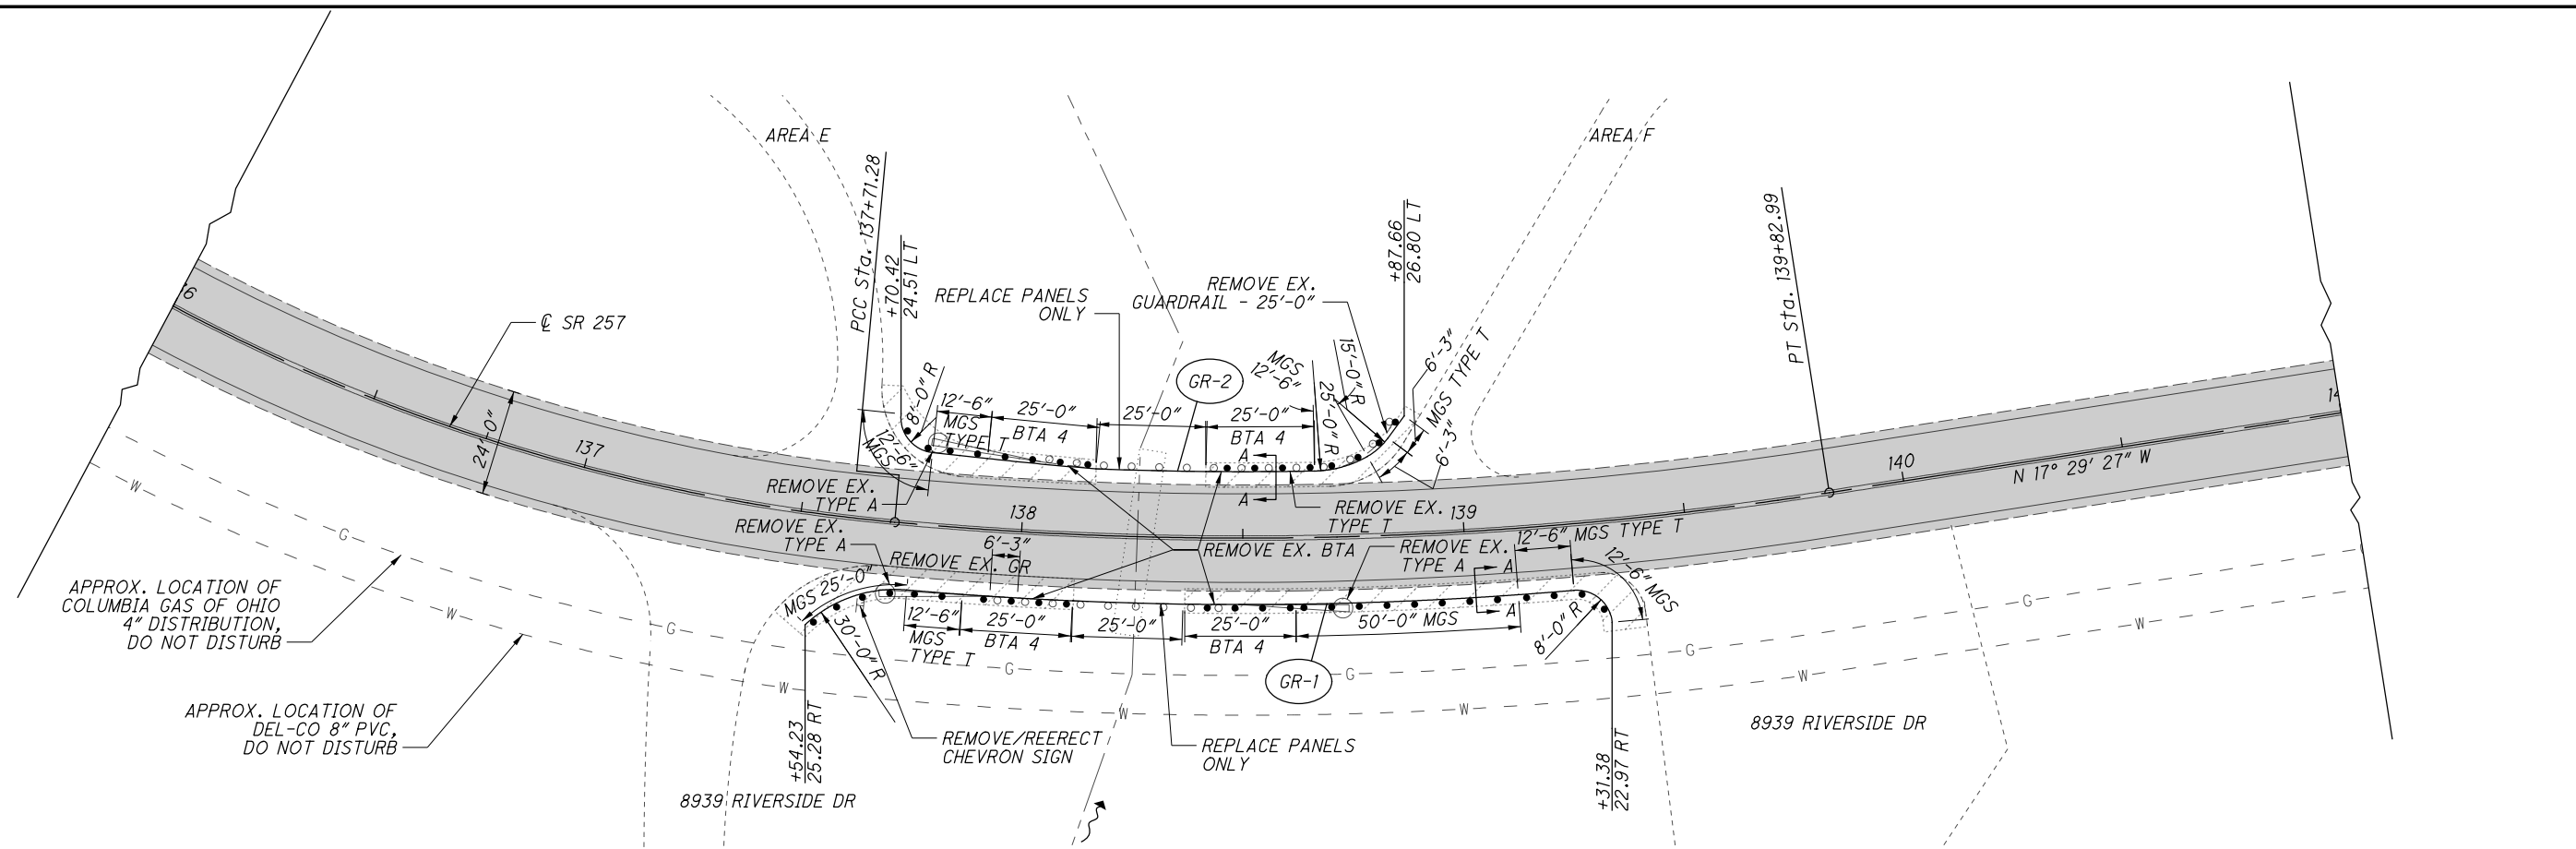 AREA E
AREA F
PCC Sta. 137+71.28
+70.42
24.51 LT
+87.66
26.80 LT
PT Sta. 139+82.99
REMOVE EX.
GUARDRAIL - 25'-0"
REPLACE PANELS
ONLY
℄ SR 257
24'-0"
137
138
139
140
N 17° 29' 27" W
GR-2
8'-0" R
12'-6"
MGS
TYPE T
12'-6"
MGS
25'-0"
BTA 4
25'-0"
25'-0"
BTA 4
MGS
12'-6"
25'-0" R
15'-0" R
6'-3"
MGS TYPE T
6'-3"
A
A
REMOVE EX.
TYPE A
REMOVE EX.
TYPE T
REMOVE EX.
TYPE A
REMOVE EX. GR
6'-3"
REMOVE EX. BTA
REMOVE EX.
TYPE A
A
A
12'-6" MGS TYPE T
12'-6" MGS
MGS 25'-0"
30'-0" R
12'-6"
MGS
TYPE T
25'-0"
BTA 4
25'-0"
25'-0"
BTA 4
50'-0" MGS
8'-0" R
GR-1
APPROX. LOCATION OF
COLUMBIA GAS OF OHIO
4" DISTRIBUTION,
DO NOT DISTURB
APPROX. LOCATION OF
DEL-CO 8" PVC,
DO NOT DISTURB
G
G
G
G
G
G
W
W
W
W
W
W
W
+54.23
25.28 RT
REMOVE/REERECT
CHEVRON SIGN
REPLACE PANELS
ONLY
+31.38
22.97 RT
8939 RIVERSIDE DR
8939 RIVERSIDE DR